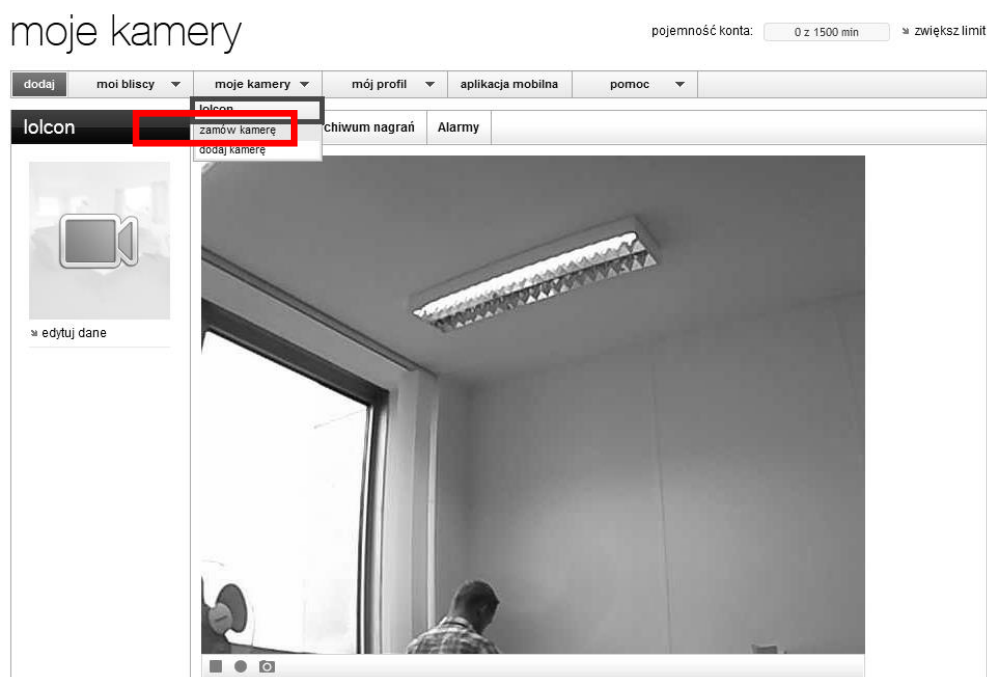 moje kamery
pojemność konta: 0 z 1500 min zwiększ limit
dodaj moi bliscy moje kamery mój profil aplikacja mobilna pomoc
lolcon
lolcon
zamów kamerę
dodaj kamerę
chiwum nagrań Alarmy
edytuj dane